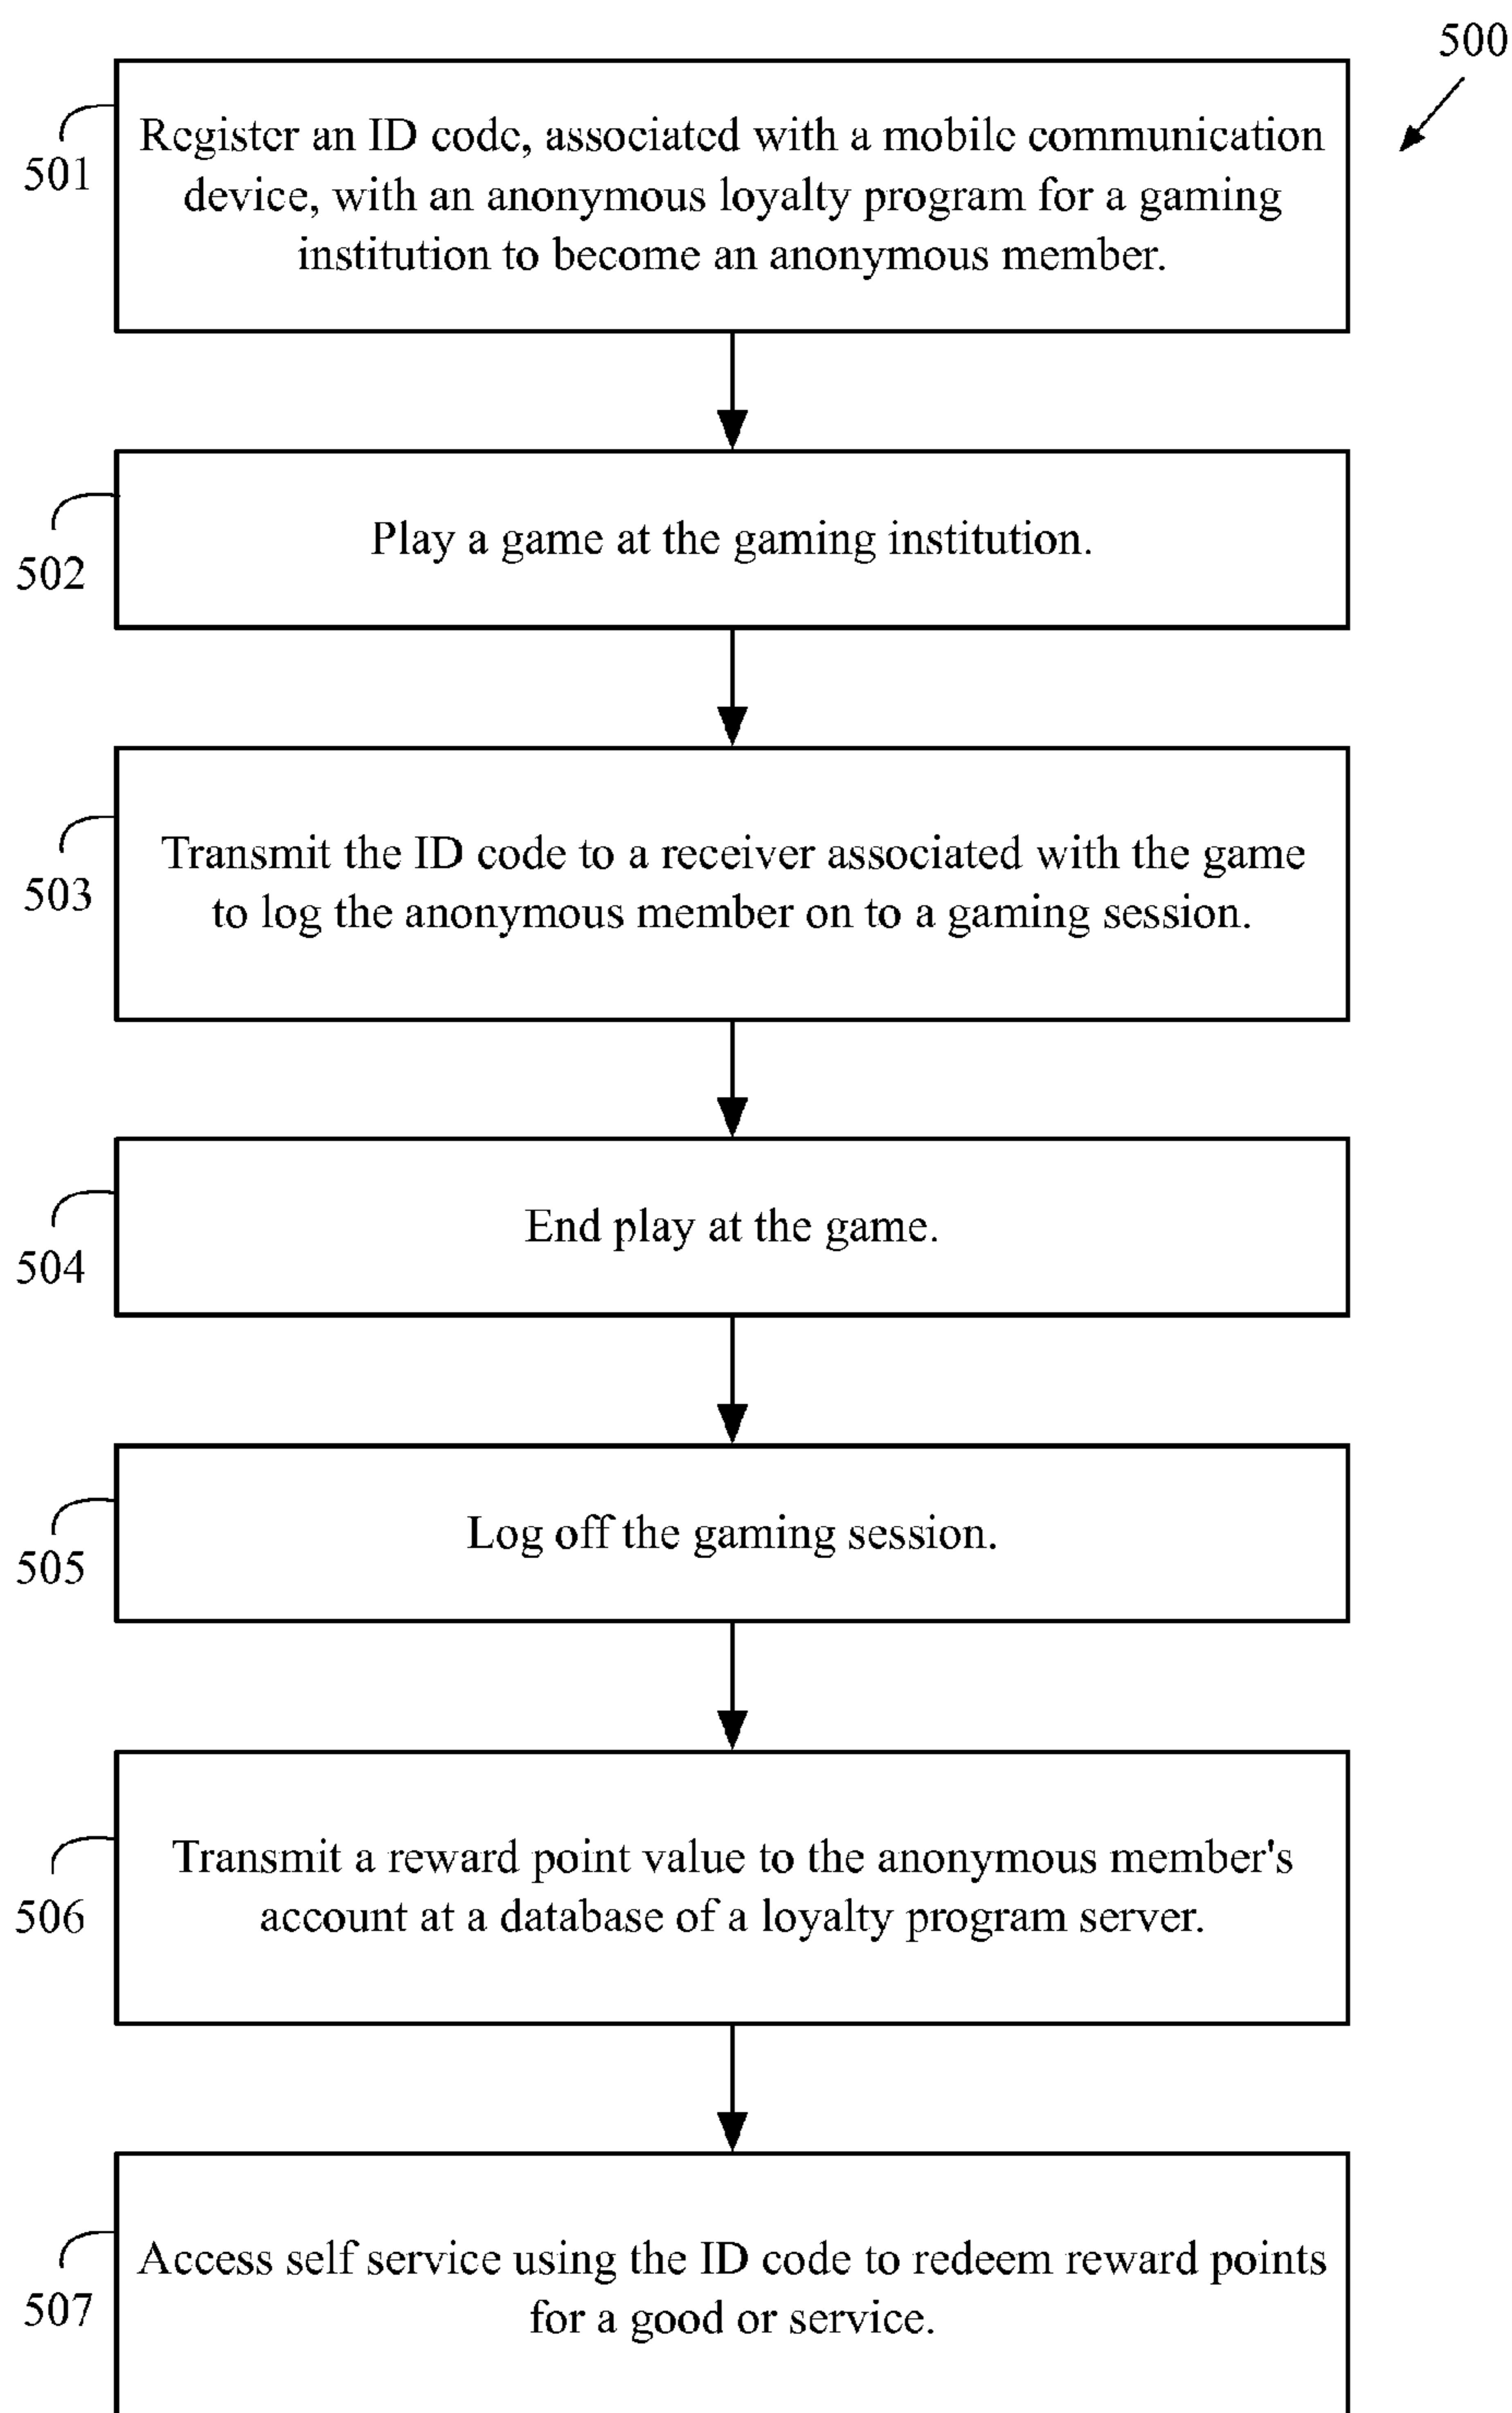 500
501
Register an ID code, associated with a mobile communication
device, with an anonymous loyalty program for a gaming
institution to become an anonymous member.
502
Play a game at the gaming institution.
503
Transmit the ID code to a receiver associated with the game
to log the anonymous member on to a gaming session.
504
End play at the game.
505
Log off the gaming session.
506
Transmit a reward point value to the anonymous member's
account at a database of a loyalty program server.
507
Access self service using the ID code to redeem reward points
for a good or service.